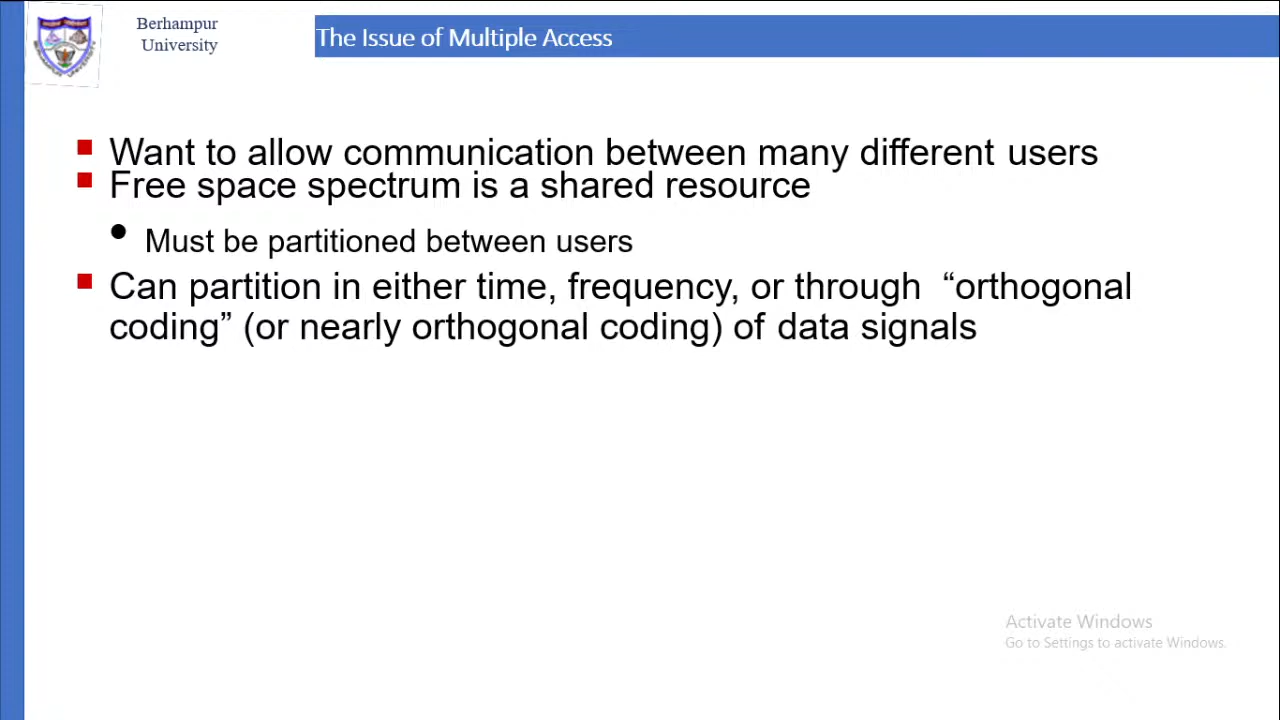 Berhampur
University
The Issue of Multiple Access
Want to allow communication between many different users
Free space spectrum is a shared resource
Must be partitioned between users
Can partition in either time, frequency, or through “orthogonal
coding” (or nearly orthogonal coding) of data signals
Activate Windows
Go to Settings to activate Windows.